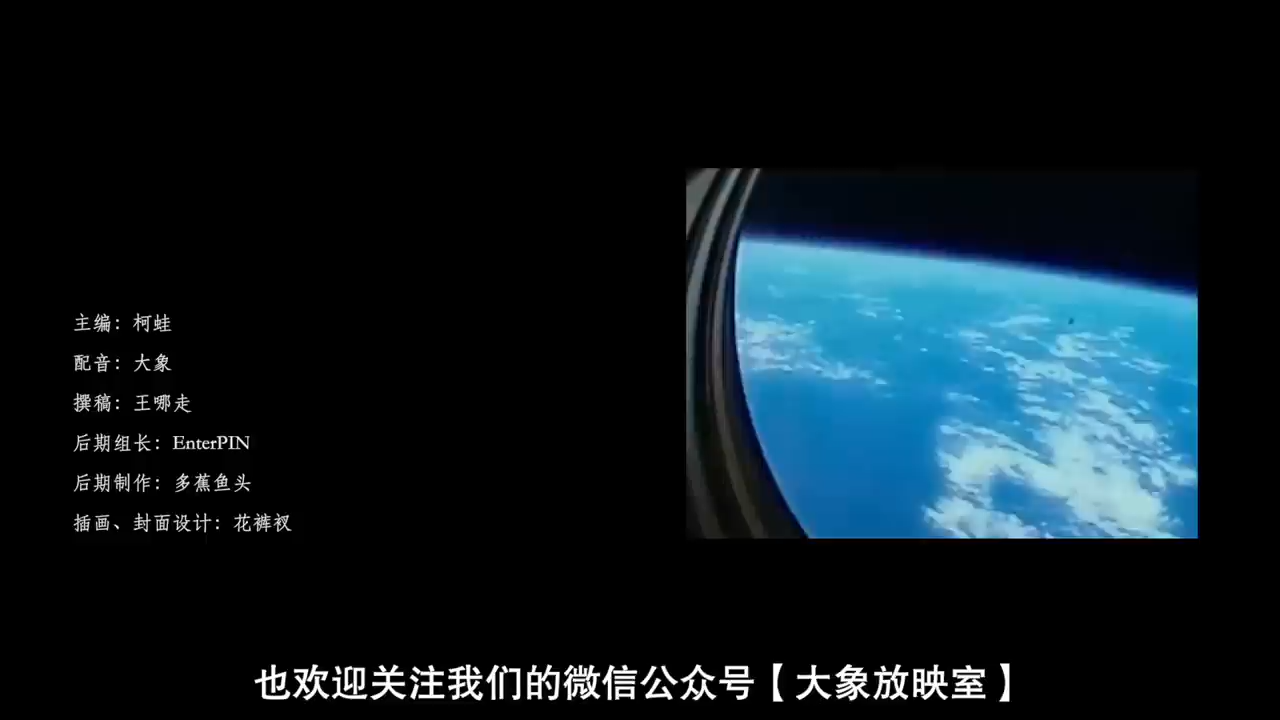 主编：柯蛙
配音：大象
撰稿：王哪走
后期组长：EnterPIN
后期制作：多蕉鱼头
插画、封面设计：花裤衩
也欢迎关注我们的微信公众号【大象放映室】